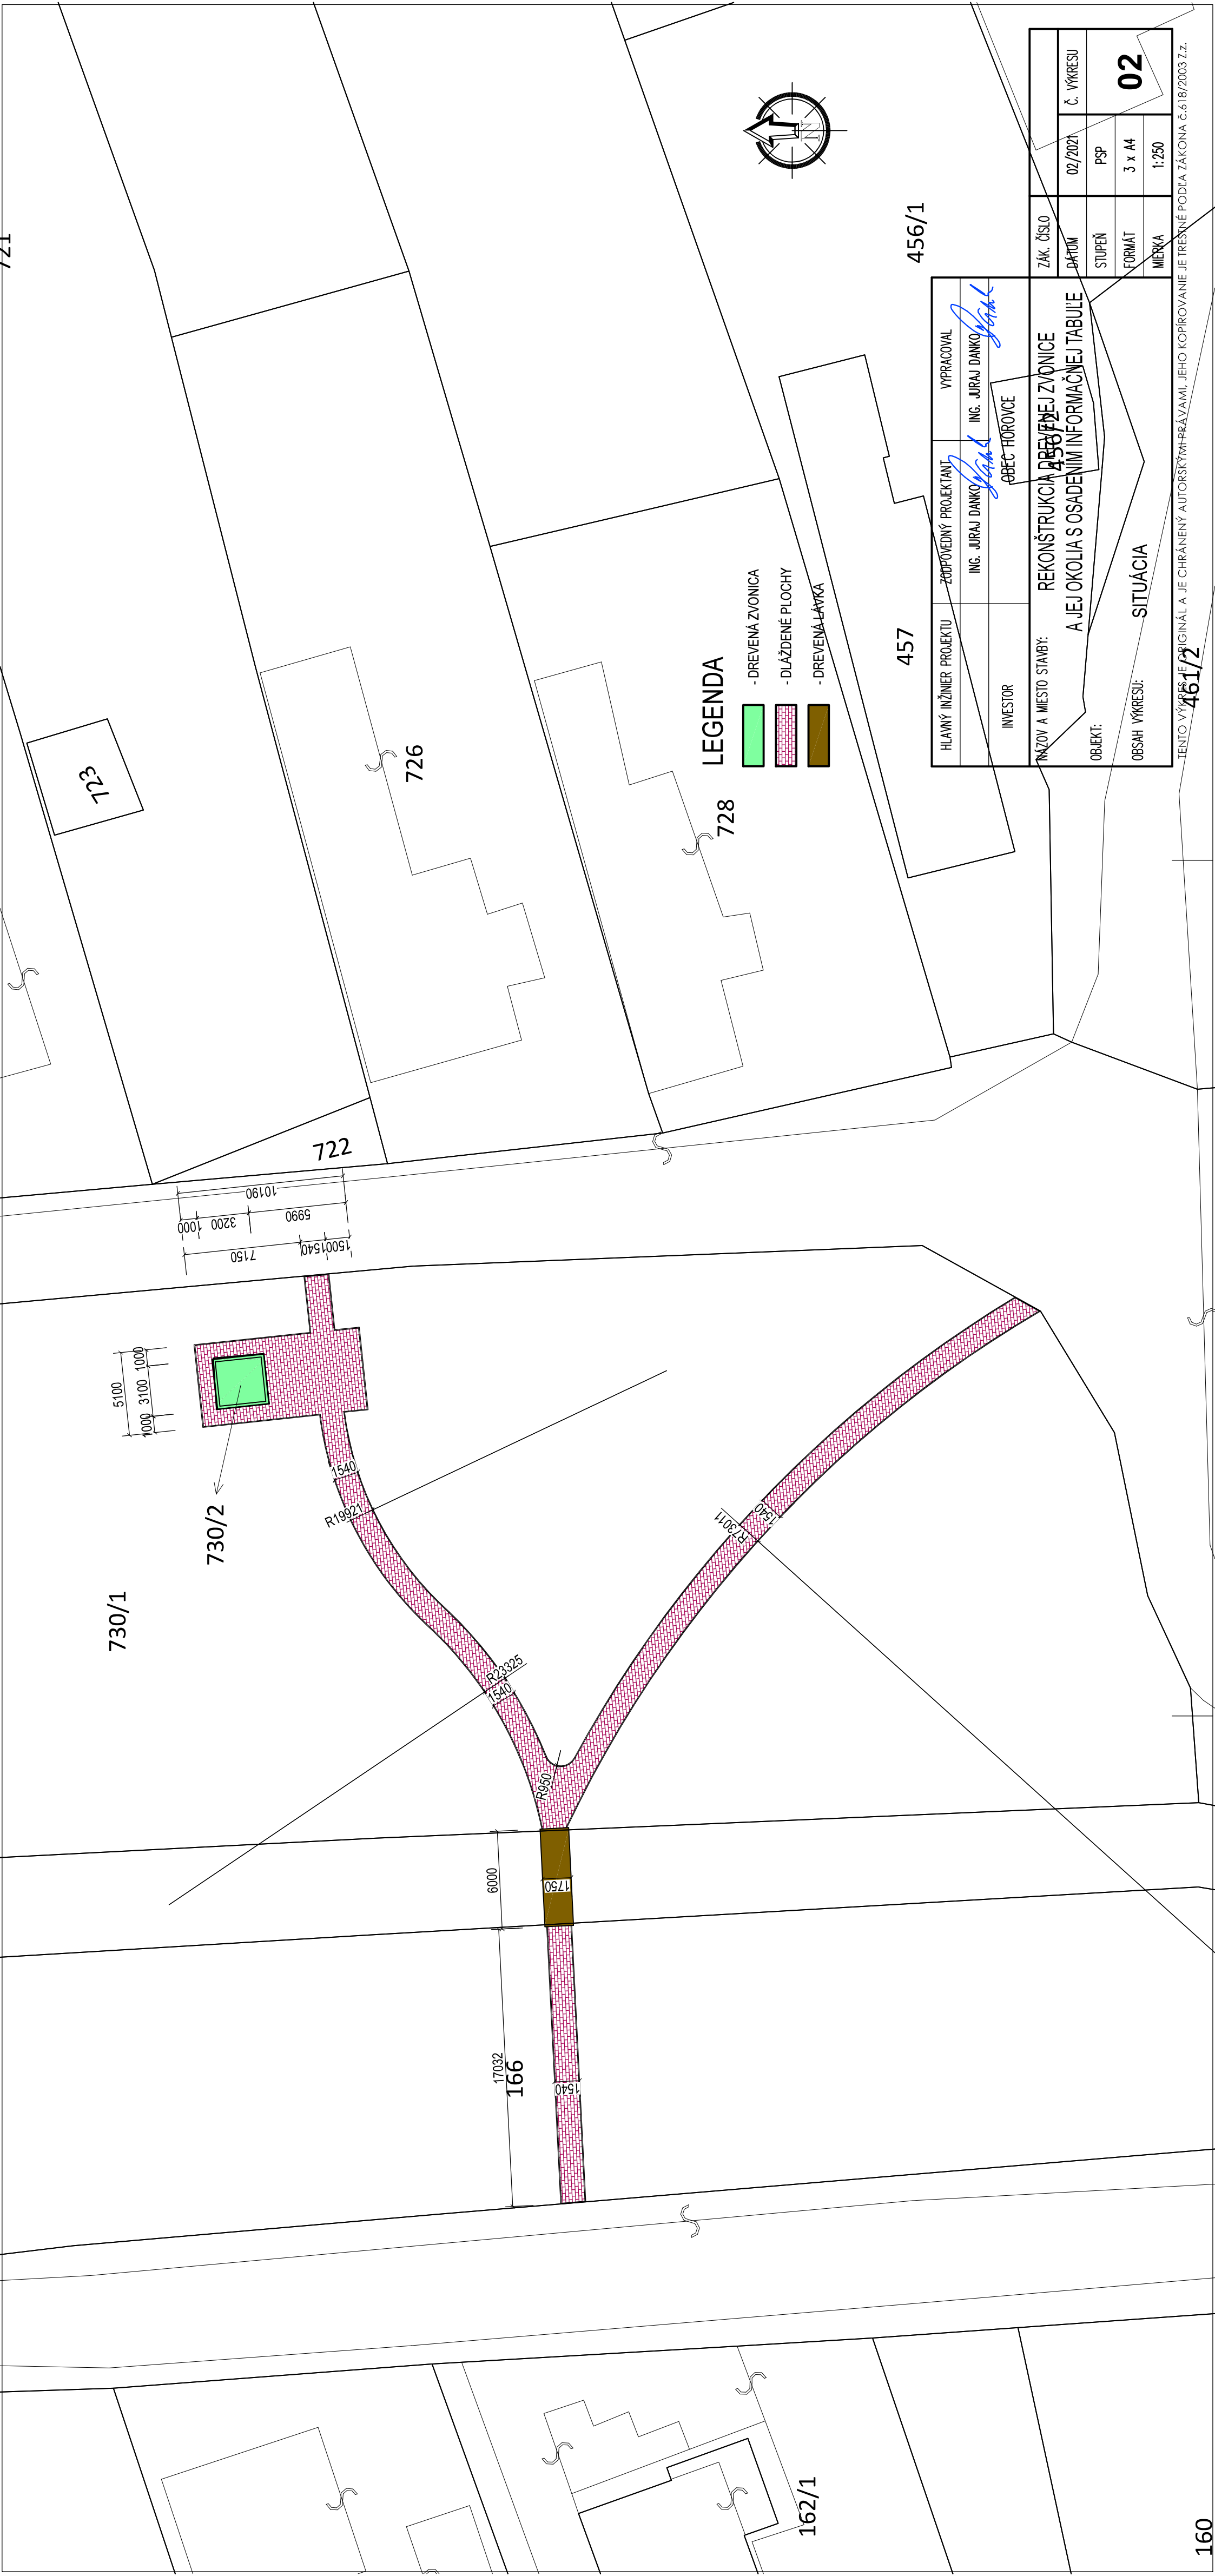 721
723
726
728
722
457
456/1
456/2
461/2
730/1
730/2
166
162/1
160
10190
1000
3200
5990
7150
1540
1500
5100
1000
3100
1000
1540
R19921
R23325
1540
R950
R73011
1540
6000
1750
17032
1540
N
LEGENDA
- DREVENÁ ZVONICA
- DLÁŽDENÉ PLOCHY
- DREVENÁ LÁVKA
HLAVNÝ INŽINIER PROJEKTU
ZODPOVEDNÝ PROJEKTANT
VYPRACOVAL
ING. JURAJ DANKO
ING. JURAJ DANKO
INVESTOR
OBEC HOROVCE
NÁZOV A MIESTO STAVBY:
REKONŠTRUKCIA DREVENEJ ZVONICE
A JEJ OKOLIA S OSADENÍM INFORMAČNEJ TABUĽE
OBJEKT:
OBSAH VÝKRESU:
SITUÁCIA
ZÁK. ČÍSLO
DÁTUM
02/2021
Č. VÝKRESU
STUPEŇ
PSP
02
FORMÁT
3 x A4
MIERKA
1:250
TENTO VÝKRES JE ORIGINÁL A JE CHRÁNENÝ AUTORSKÝMI PRÁVAMI, JEHO KOPÍROVANIE JE TRESTNÉ PODĽA ZÁKONA č.618/2003 Z.z.